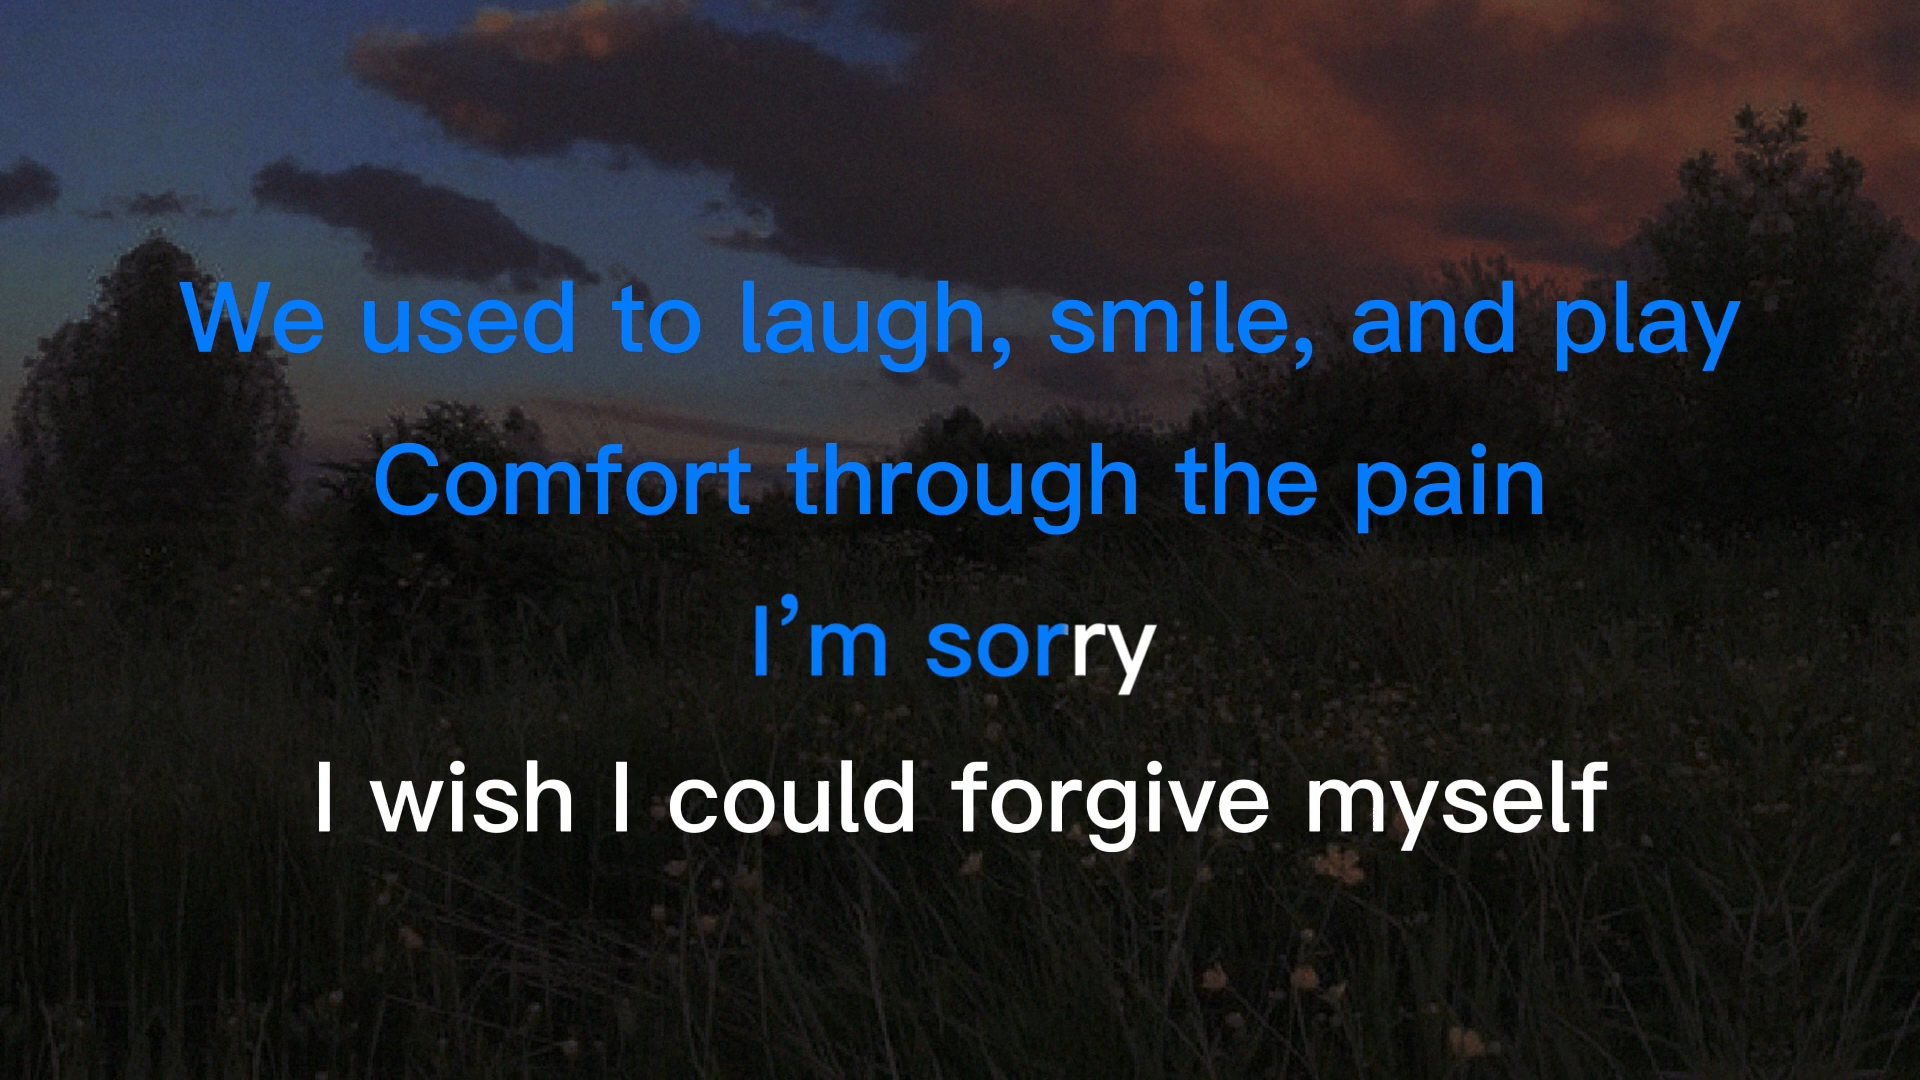 We used to laugh, smile, and play
Comfort through the pain
I’m sorry
I wish I could forgive myself